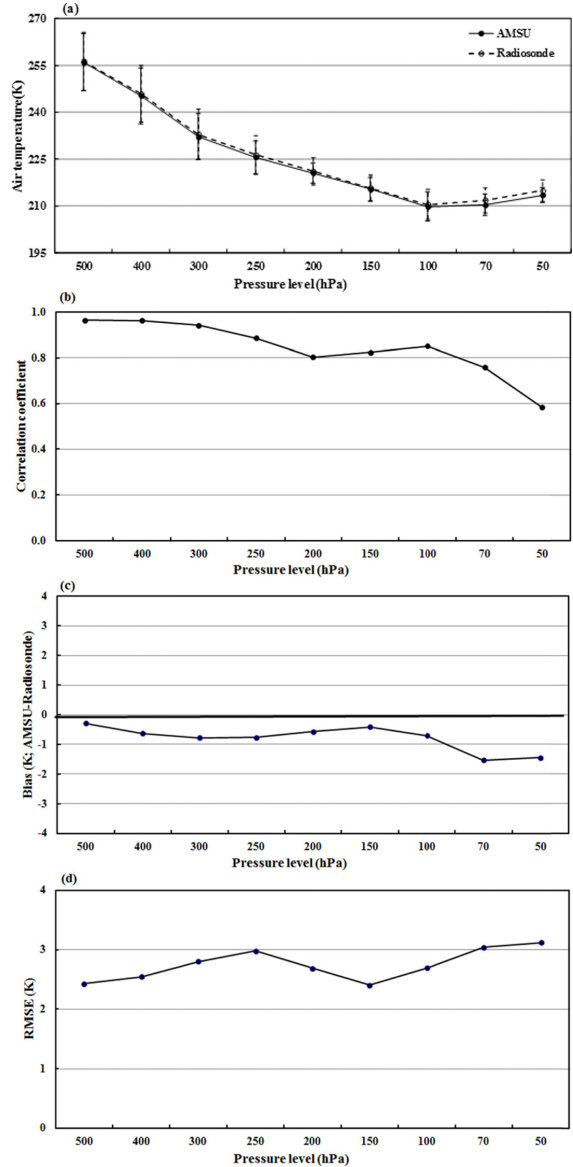 (a)
270
255
240
225
210
195
Air temperature(K)
AMSU
Radiosonde
500 400 300 250 200 150 100 70 50
Pressure level (hPa)
(b)
1.0
0.8
0.6
0.4
0.2
0.0
Correlation coefficient
500 400 300 250 200 150 100 70 50
Pressure level (hPa)
(c)
4
3
2
1
0
-1
-2
-3
-4
Bias (K; AMSU-Radiosonde)
500 400 300 250 200 150 100 70 50
Pressure level (hPa)
(d)
4
3
2
1
0
RMSE (K)
500 400 300 250 200 150 100 70 50
Pressure level (hPa)